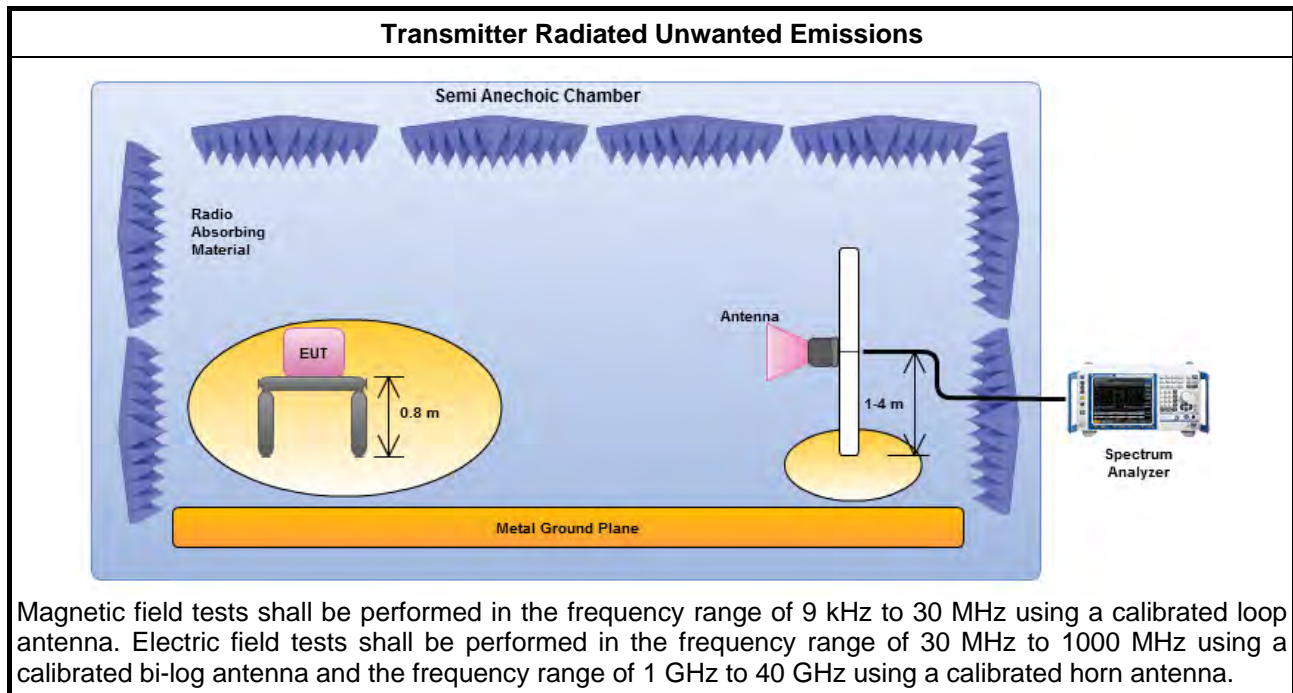 Transmitter Radiated Unwanted Emissions
Semi Anechoic Chamber
Radio
Absorbing
Material
Antenna
EUT
0.8 m
1-4 m
Spectrum
Analyzer
Metal Ground Plane
Magnetic field tests shall be performed in the frequency range of 9 kHz to 30 MHz using a calibrated loop
antenna. Electric field tests shall be performed in the frequency range of 30 MHz to 1000 MHz using a
calibrated bi-log antenna and the frequency range of 1 GHz to 40 GHz using a calibrated horn antenna.